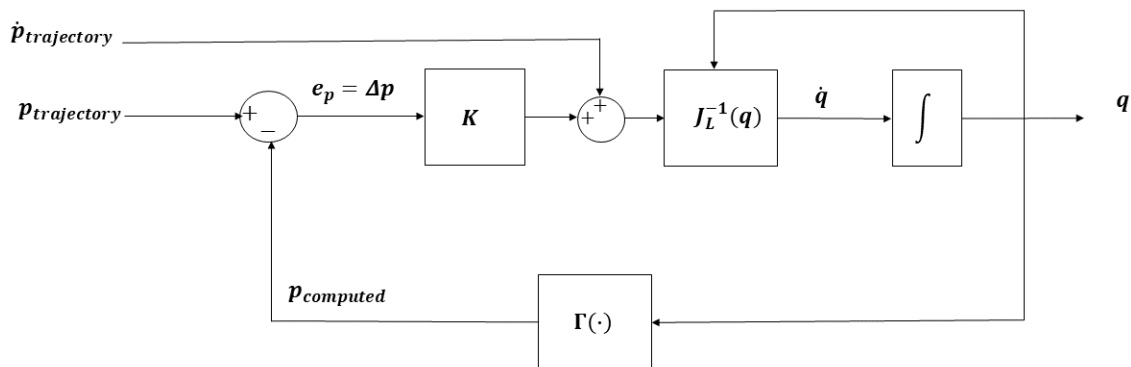 ṗ_trajectory
p_trajectory
+
−
e_p = Δp
K
+
+
J_L^{-1}(q)
q̇
∫
q
p_computed
Γ(·)